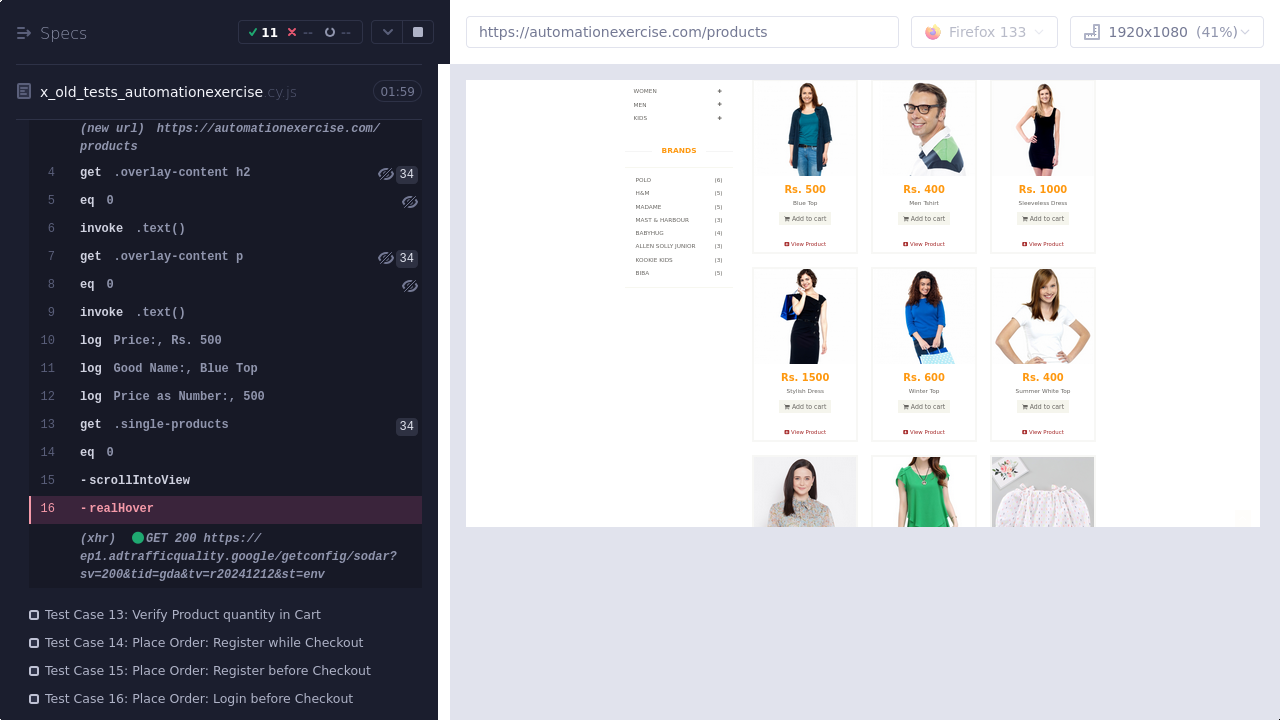 Specs
11
--
--
https://automationexercise.com/products
Firefox 133
1920x1080 (41%)
x_old_tests_automationexercise cy.js
01:59
(new url) https://automationexercise.com/
products
4 get .overlay-content h2 34
5 eq 0
6 invoke .text()
7 get .overlay-content p 34
8 eq 0
9 invoke .text()
10 log Price:, Rs. 500
11 log Good Name:, Blue Top
12 log Price as Number:, 500
13 get .single-products 34
14 eq 0
15 -scrollIntoView
16 -realHover
(xhr) GET 200 https://
ep1.adtrafficquality.google/getconfig/sodar?
sv=200&tid=gda&tv=r20241212&st=env
Test Case 13: Verify Product quantity in Cart
Test Case 14: Place Order: Register while Checkout
Test Case 15: Place Order: Register before Checkout
Test Case 16: Place Order: Login before Checkout
WOMEN +
MEN +
KIDS +
BRANDS
POLO (6)
H&M (5)
MADAME (5)
MAST & HARBOUR (3)
BABYHUG (4)
ALLEN SOLLY JUNIOR (3)
KOOKIE KIDS (3)
BIBA (5)
Rs. 500
Blue Top
Add to cart
View Product
Rs. 400
Men Tshirt
Add to cart
View Product
Rs. 1000
Sleeveless Dress
Add to cart
View Product
Rs. 1500
Stylish Dress
Add to cart
View Product
Rs. 600
Winter Top
Add to cart
View Product
Rs. 400
Summer White Top
Add to cart
View Product